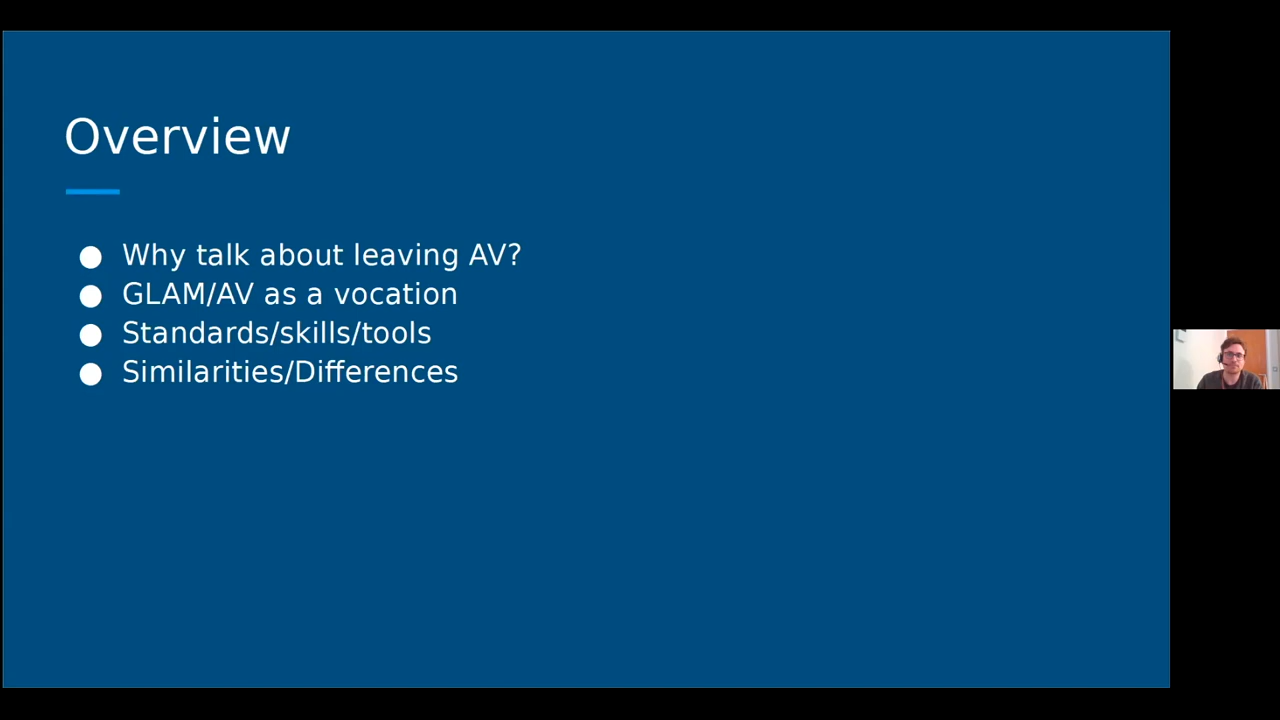 Overview
● Why talk about leaving AV?
● GLAM/AV as a vocation
● Standards/skills/tools
● Similarities/Differences